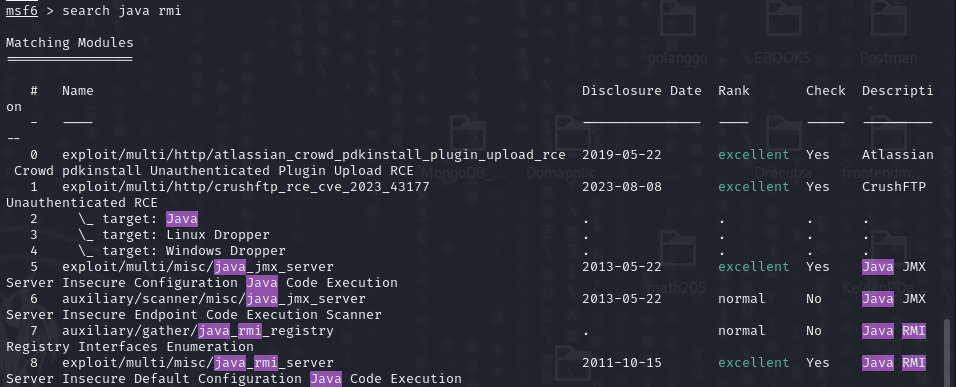 msf6 > search java rmi
Matching Modules
================
# Name Disclosure Date Rank Check Descripti
on
- ---- --------------- ---- ----- ---------
--
0 exploit/multi/http/atlassian_crowd_pdkinstall_plugin_upload_rce 2019-05-22 excellent Yes Atlassian
Crowd pdkinstall Unauthenticated Plugin Upload RCE
1 exploit/multi/http/crushftp_rce_cve_2023_43177 2023-08-08 excellent Yes CrushFTP
Unauthenticated RCE
2 \_ target: Java . . . .
3 \_ target: Linux Dropper . . . .
4 \_ target: Windows Dropper . . . .
5 exploit/multi/misc/java_jmx_server 2013-05-22 excellent Yes Java JMX
Server Insecure Configuration Java Code Execution
6 auxiliary/scanner/misc/java_jmx_server 2013-05-22 normal No Java JMX
Server Insecure Endpoint Code Execution Scanner
7 auxiliary/gather/java_rmi_registry . normal No Java RMI
Registry Interfaces Enumeration
8 exploit/multi/misc/java_rmi_server 2011-10-15 excellent Yes Java RMI
Server Insecure Default Configuration Java Code Execution
golanggo EBOOKS Postman
MongoDB_... Domapplic... Draculza frontendm...
math205